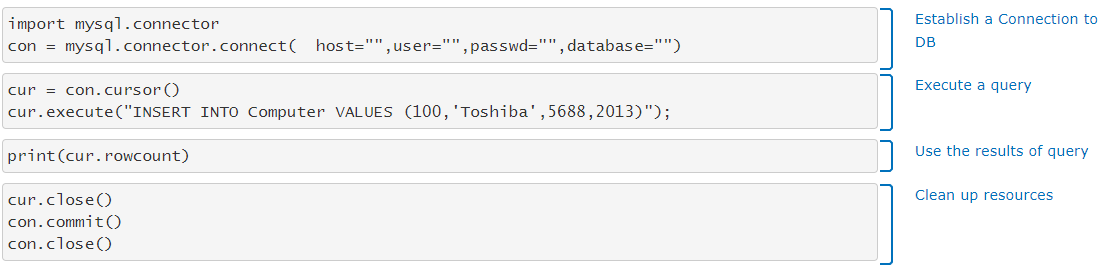 import mysql.connector
con = mysql.connector.connect(  host="",user="",passwd="",database="")
Establish a Connection to
DB
cur = con.cursor()
cur.execute("INSERT INTO Computer VALUES (100,'Toshiba',5688,2013)");
Execute a query
print(cur.rowcount)
Use the results of query
cur.close()
con.commit()
con.close()
Clean up resources